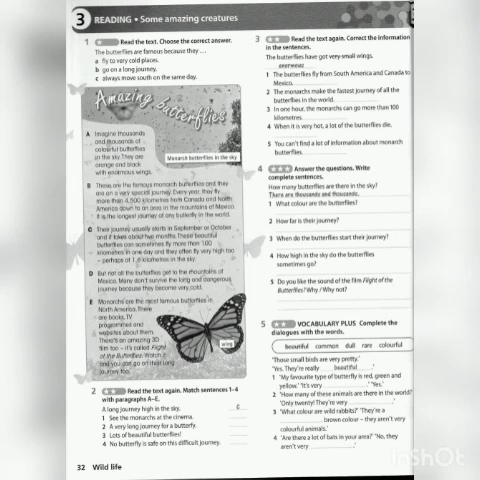 3 READING • Some amazing creatures
1 ★ Read the text. Choose the correct answer.
The butterflies are famous because they ...
a fly to very cold places.
b go on a long journey.
c always move south on the same day.
Amazing butterflies
A Imagine thousands
and thousands of
colourful butterflies
in the sky. They are
orange and black
with enormous wings.
Monarch butterflies in the sky
B These are the famous monarch butterflies and they
are on a very special journey. Every year, they fly
more than 4,500 kilometres from Canada and North
America down to an area in the mountains of Mexico.
It is the longest journey of any butterfly in the world.
C Their journey usually starts in September or October
and it takes about two months. These beautiful
butterflies can sometimes fly more than 100
kilometres in one day and they often fly very high too
– perhaps at kilometres in the sky.
D But not all the butterflies get to the mountains of
Mexico. Many don't survive the long and dangerous
journey because they become very cold.
E Monarchs are the most famous butterflies in
North America. There
are books, TV
programmes and
websites about them.
There's an amazing 3D
film too – it's called Flight
of the Butterflies. Watch it
and you can go on their long
journey too.
wing
2 ★★ Read the text again. Match sentences 1–4
with paragraphs A–E.
A long journey high in the sky. C
1 See the monarchs at the cinema.
2 A very long journey for a butterfly.
3 Lots of beautiful butterflies!
4 No butterfly is safe on this difficult journey.
32 Wild life
3 ★★ Read the text again. Correct the information
in the sentences.
The butterflies have got very small wings.
enormous
1 The butterflies fly from South America and Canada to
Mexico.
2 The monarchs make the fastest journey of all the
butterflies in the world.
3 In one hour, the monarchs can go more than 100
kilometres.
4 When it is very hot, a lot of the butterflies die.
5 You can't find a lot of information about monarch
butterflies.
4 ★★★ Answer the questions. Write
complete sentences.
How many butterflies are there in the sky?
There are thousands and thousands.
1 What colour are the butterflies?
2 How far is their journey?
3 When do the butterflies start their journey?
4 How high in the sky do the butterflies
sometimes go?
5 Do you like the sound of the film Flight of the
Butterflies? Why / Why not?
5 ★★ VOCABULARY PLUS Complete the
dialogues with the words.
beautiful common dull rare colourful
'Those small birds are very pretty.'
'Yes. They're really beautiful.'
1 'My favourite type of butterfly is red, green and
yellow.' 'It's very .' 'Yes.'
2 'How many of these animals are there in the world?'
'Only twenty! They're very .'
3 'What colour are wild rabbits?' 'They're a
brown colour – they aren't very
colourful animals.'
4 'Are there a lot of bats in your area?' 'No, they
aren't very .'
InShOt